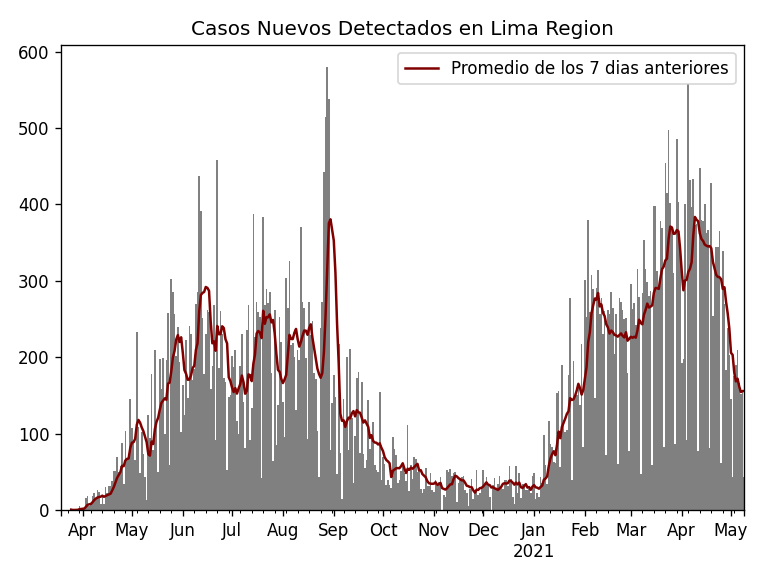 Casos Nuevos Detectados en Lima Region
Promedio de los 7 dias anteriores
600
500
400
300
200
100
0
Apr May Jun Jul Aug Sep Oct Nov Dec Jan Feb Mar Apr May
2021